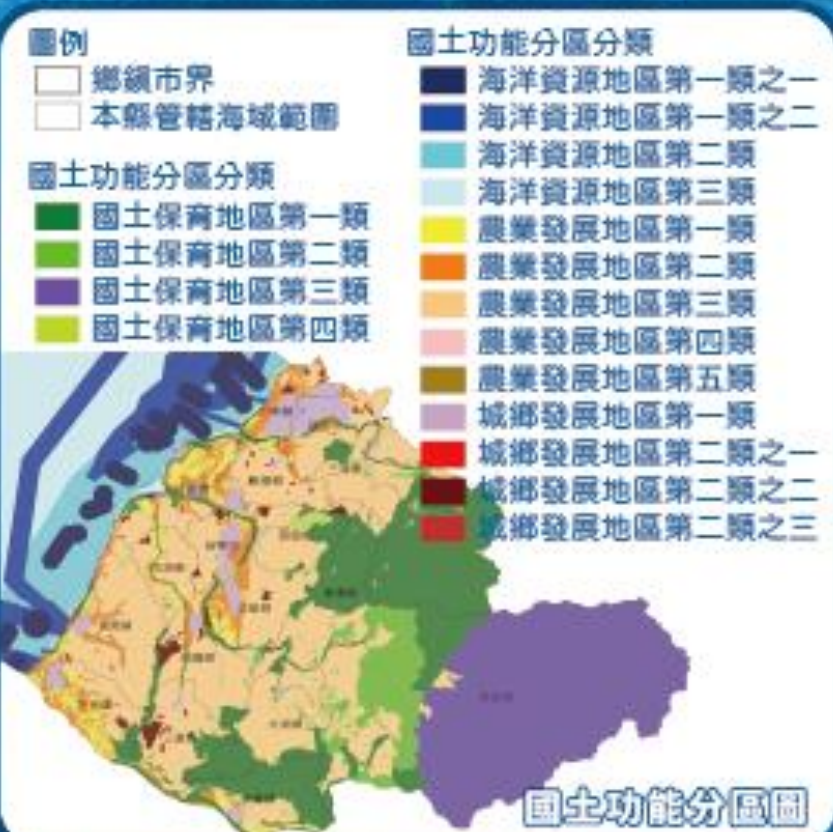 圖例
鄉鎮市界
本縣管轄海域範圍
國土功能分區分類
國土保育地區第一類
國土保育地區第二類
國土保育地區第三類
國土保育地區第四類
國土功能分區分類
海洋資源地區第一類之一
海洋資源地區第一類之二
海洋資源地區第二類
海洋資源地區第三類
農業發展地區第一類
農業發展地區第二類
農業發展地區第三類
農業發展地區第四類
農業發展地區第五類
城鄉發展地區第一類
城鄉發展地區第二類之一
城鄉發展地區第二類之二
城鄉發展地區第二類之三
國土功能分區圖